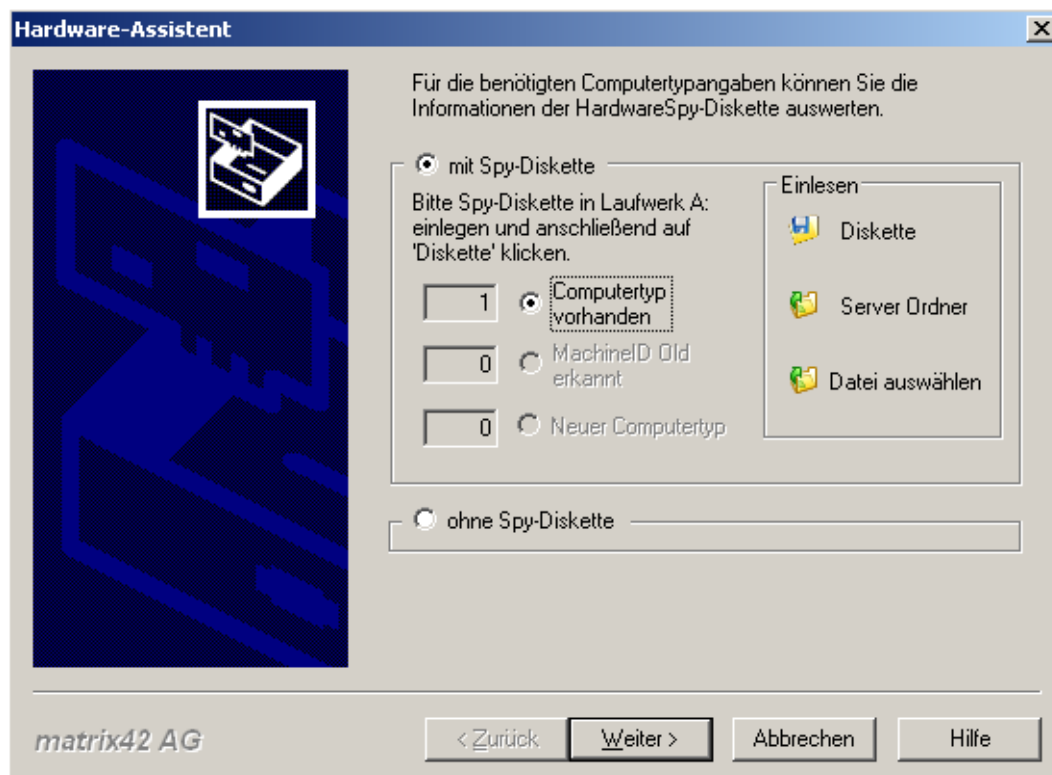 Hardware-Assistent
Für die benötigten Computertypangaben können Sie die
Informationen der HardwareSpy-Diskette auswerten.
mit Spy-Diskette
Bitte Spy-Diskette in Laufwerk A:
einlegen und anschließend auf
'Diskette' klicken.
1
Computertyp
vorhanden
0
MachineID Old
erkannt
0
Neuer Computertyp
Einlesen
Diskette
Server Ordner
Datei auswählen
ohne Spy-Diskette
matrix42 AG
< Zurück
Weiter >
Abbrechen
Hilfe